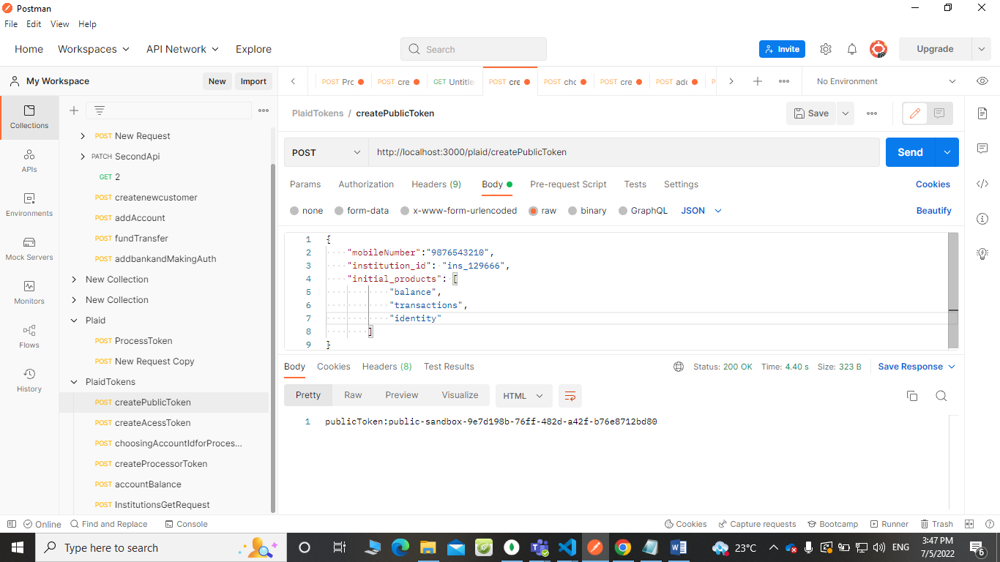 Postman
File Edit View Help
Home Workspaces API Network Explore Search Invite Upgrade
My Workspace New Import POST Pro POST cre GET Untitle POST cre POST cho POST cre POST add No Environment
Collections
APIs
Environments
Mock Servers
Monitors
Flows
History
POST New Request
PATCH SecondApi
GET 2
POST createnewcustomer
POST addAccount
POST fundTransfer
POST addbankandMakingAuth
New Collection
New Collection
Plaid
POST ProcessToken
POST New Request Copy
PlaidTokens
POST createPublicToken
POST createAcessToken
POST choosingAccountIdforProces...
POST createProcessorToken
POST accountBalance
POST InstitutionsGetRequest
PlaidTokens / createPublicToken Save
POST http://localhost:3000/plaid/createPublicToken Send
Params Authorization Headers (9) Body Pre-request Script Tests Settings Cookies
none form-data x-www-form-urlencoded raw binary GraphQL JSON Beautify
1 {
2 "mobileNumber":"9876543210",
3 "institution_id": "ins_129666",
4 "initial_products": [
5 "balance",
6 "transactions",
7 "identity"
8 ]
9 }
Body Cookies Headers (8) Test Results Status: 200 OK Time: 4.40 s Size: 323 B Save Response
Pretty Raw Preview Visualize HTML
1 publicToken:public-sandbox-9e7d198b-76ff-482d-a42f-b76e8712bd80
Online Find and Replace Console Cookies Capture requests Bootcamp Runner Trash
Type here to search 23°C ENG 3:47 PM
7/5/2022 6